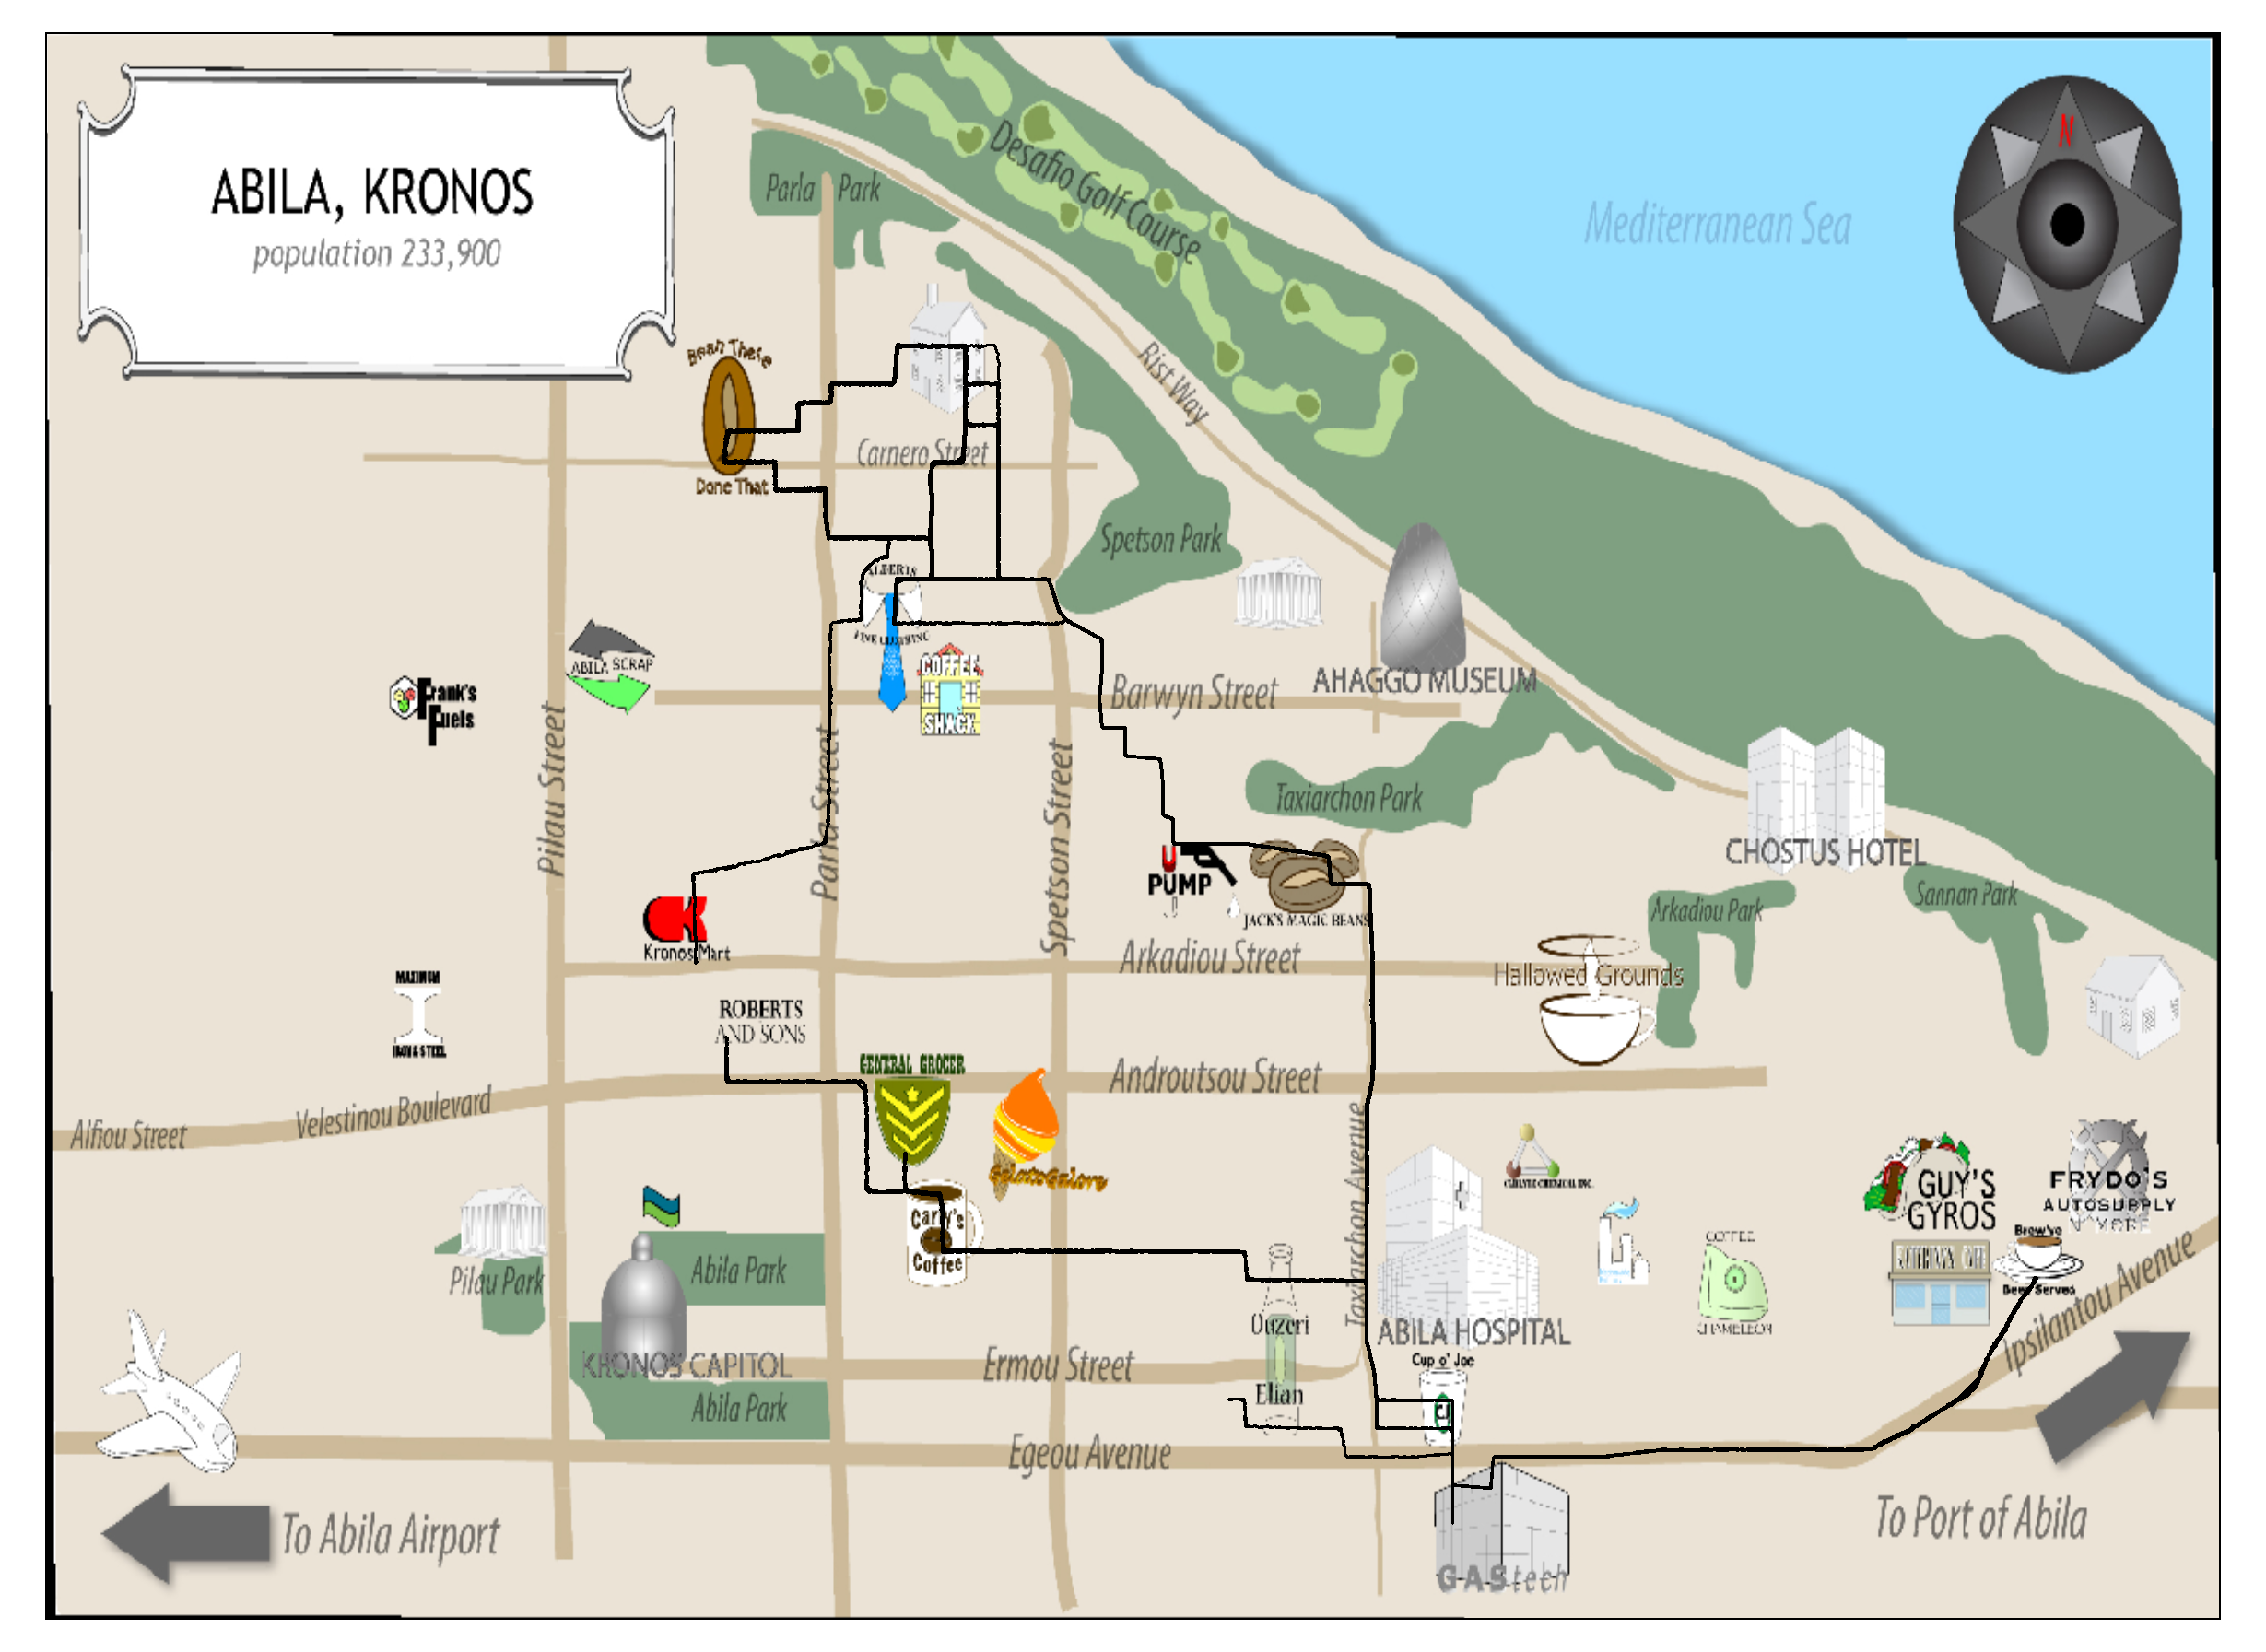 ABILA, KRONOS
population 233,900
N
Mediterranean Sea
Desafio Golf Course
Parla Park
Rist Way
Bean There
Done That
Carnero Street
Spetson Park
ALBERTS
FINE CLOTHING
COFFEE
SHACK
ABILA SCRAP
Frank's
Fuels
Barwyn Street
AHAGGO MUSEUM
Pilau Street
Parla Street
Spetson Street
Taxiarchon Park
CHOSTUS HOTEL
U
PUMP
JACK'S MAGIC BEANS
Arkadiou Park
Sannan Park
Kronos Mart
Arkadiou Street
Hallowed Grounds
MAXIMUM
IRON & STEEL
ROBERTS
AND SONS
GENERAL GROCER
Androutsou Street
Alfiou Street
Velestinou Boulevard
Gelato Galore
Taxiarchon Avenue
CARLYLE CHEMICAL INC.
GUY'S
GYROS
FRYDO'S
AUTOSUPPLY
N' MORE
Carly's
Coffee
Pilau Park
Abila Park
COFFEE
CHAMELEON
KATERINA'S CAFE
Brew've
Been Served
Ipsilantou Avenue
Ouzeri
Elian
ABILA HOSPITAL
Cup o' Joe
CJ
KRONOS CAPITOL
Ermou Street
Abila Park
Egeou Avenue
To Abila Airport
To Port of Abila
GAStech